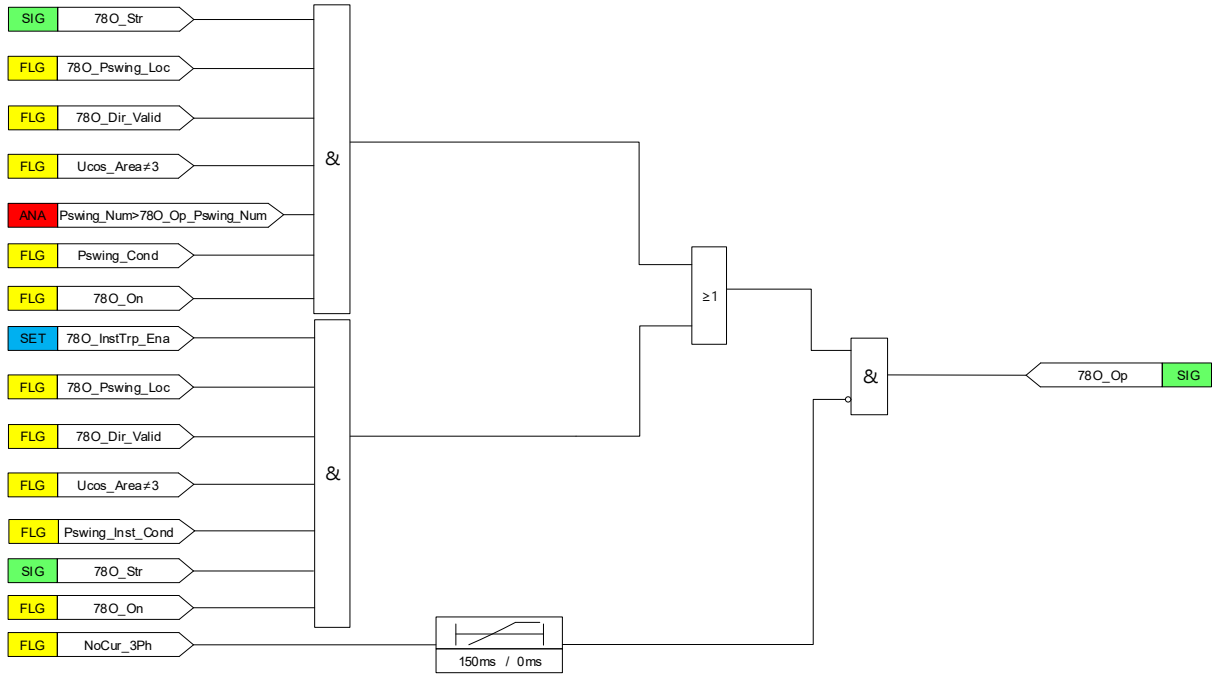 SIG 78O_Str
FLG 78O_Pswing_Loc
FLG 78O_Dir_Valid
FLG Ucos_Area≠3
ANA Pswing_Num>78O_Op_Pswing_Num
FLG Pswing_Cond
FLG 78O_On
&
SET 78O_InstTrp_Ena
FLG 78O_Pswing_Loc
FLG 78O_Dir_Valid
FLG Ucos_Area≠3
FLG Pswing_Inst_Cond
SIG 78O_Str
FLG 78O_On
&
FLG NoCur_3Ph
150ms / 0ms
≥1
&
78O_Op SIG